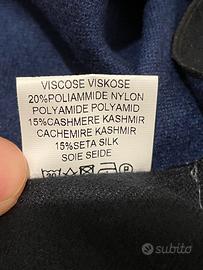 VISCOSE VISKOSE
20%POLIAMMIDE NYLON
POLYAMIDE POLYAMID
15%CASHMERE KASHMIR
CACHEMIRE KASHMIR
15%SETA SILK
SOIE SEIDE
subito